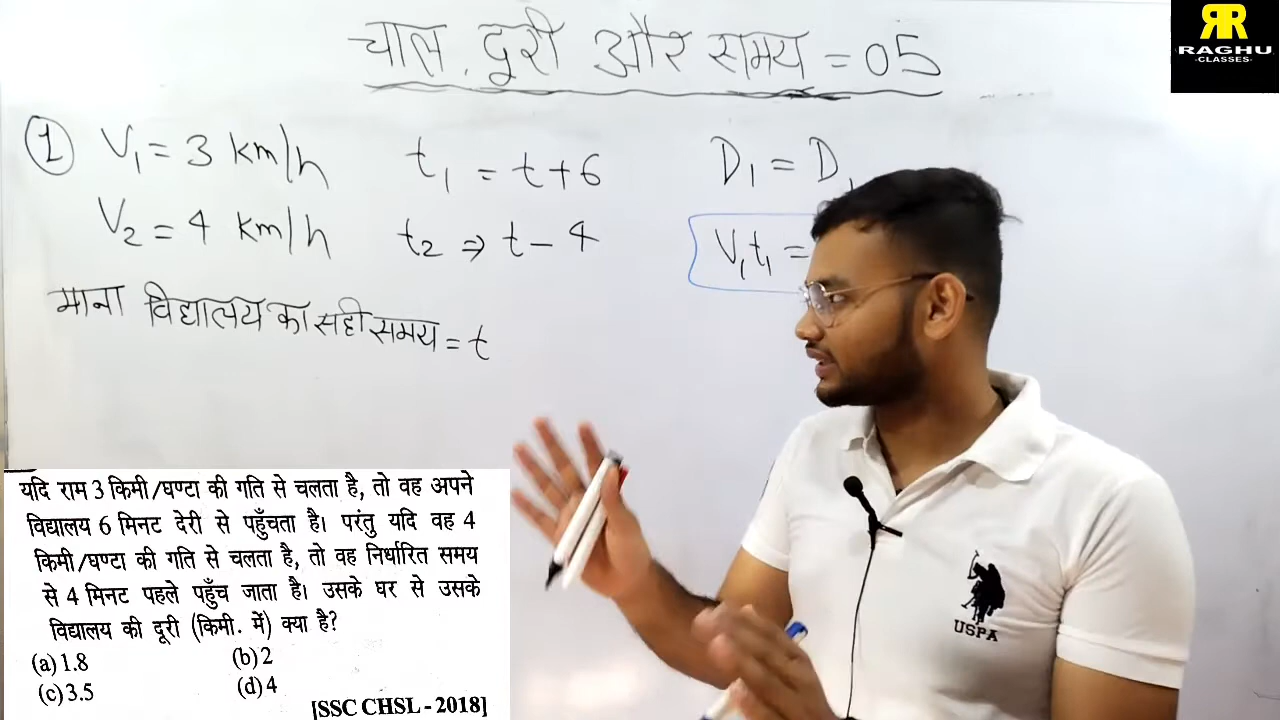 चाल, दूरी और समय = 05
RR
RAGHU
-CLASSES-
① V₁ = 3 km/h t₁ = t+6 D₁ = D
V₂ = 4 km/h t₂ ⇒ t - 4 V₁t₁ =
माना विद्यालय का सही समय = t
यदि राम 3 किमी/घण्टा की गति से चलता है, तो वह अपने
विद्यालय 6 मिनट देरी से पहुँचता है। परंतु यदि वह 4
किमी/घण्टा की गति से चलता है, तो वह निर्धारित समय
से 4 मिनट पहले पहुँच जाता है। उसके घर से उसके
विद्यालय की दूरी (किमी. में) क्या है?
(a) 1.8 (b) 2
(c) 3.5 (d) 4
[SSC CHSL - 2018]
USPA